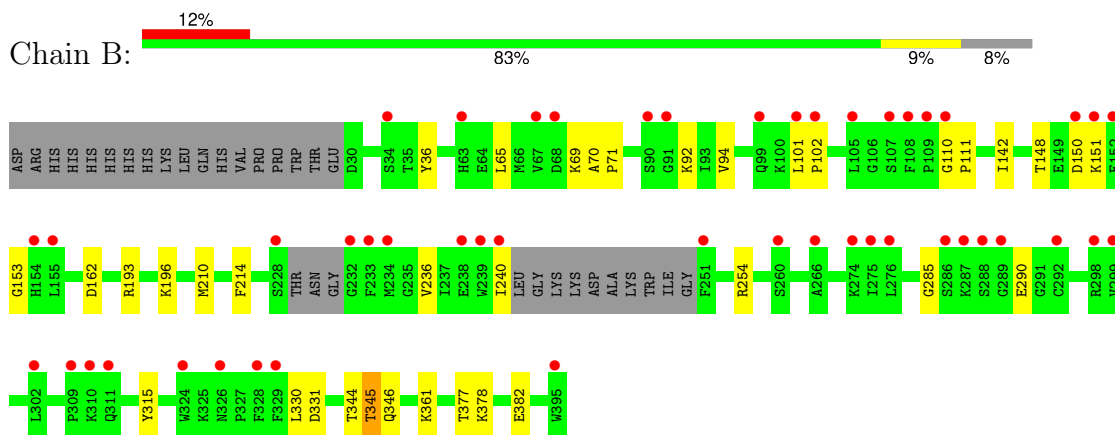 12%
Chain B:
83% 9% 8%
ASP ARG HIS HIS HIS HIS HIS HIS HIS LYS LEU GLN HIS VAL PRO PRO TRP THR GLU D30 S34 T35 Y36 H63 E64 L65 M66 V67 D68 K69 A70 P71 S90 G91 K92 I93 V94 Q99 K100 L101 P102 L105 G106 S107 F108 P109 G110 P111 I142 T148 E149 D150 K151 E152
G153 H154 L155 D162 R193 K196 M210 F214 S228 THR ASN GLY G232 F233 M234 G235 V236 I237 E238 W239 I240 LEU GLY LYS LYS ASP ALA LYS TRP ILE GLY F251 R254 S260 A266 K274 I275 L276 G285 S286 K287 S288 G289 E290 G291 C292 R298 V299
L302 P309 K310 Q311 Y315 W324 K325 N326 P327 F328 F329 L330 D331 T344 T345 Q346 K361 T377 K378 E382 W395